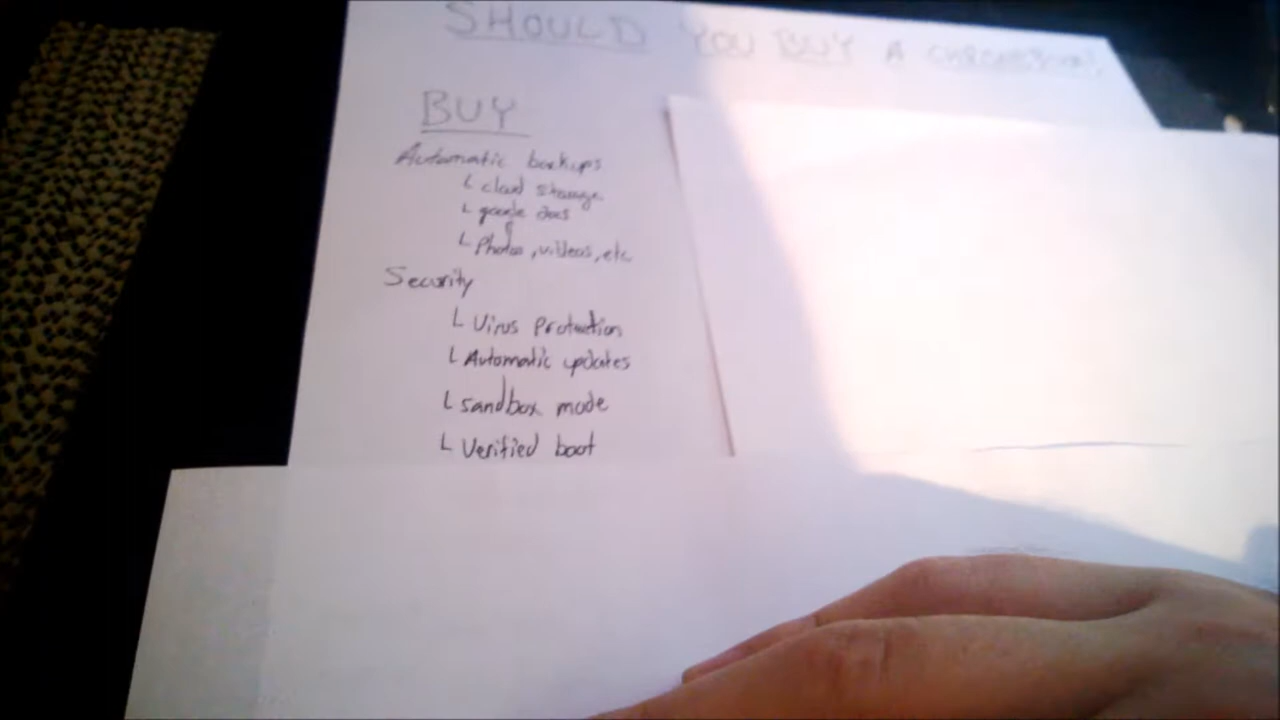 SHOULD YOU BUY A CHROMEBOOK?
BUY
Automatic backups
└ cloud storage
└ google docs
└ Photos, videos, etc
Security
└ Virus Protection
└ Automatic updates
└ sandbox mode
└ Verified boot